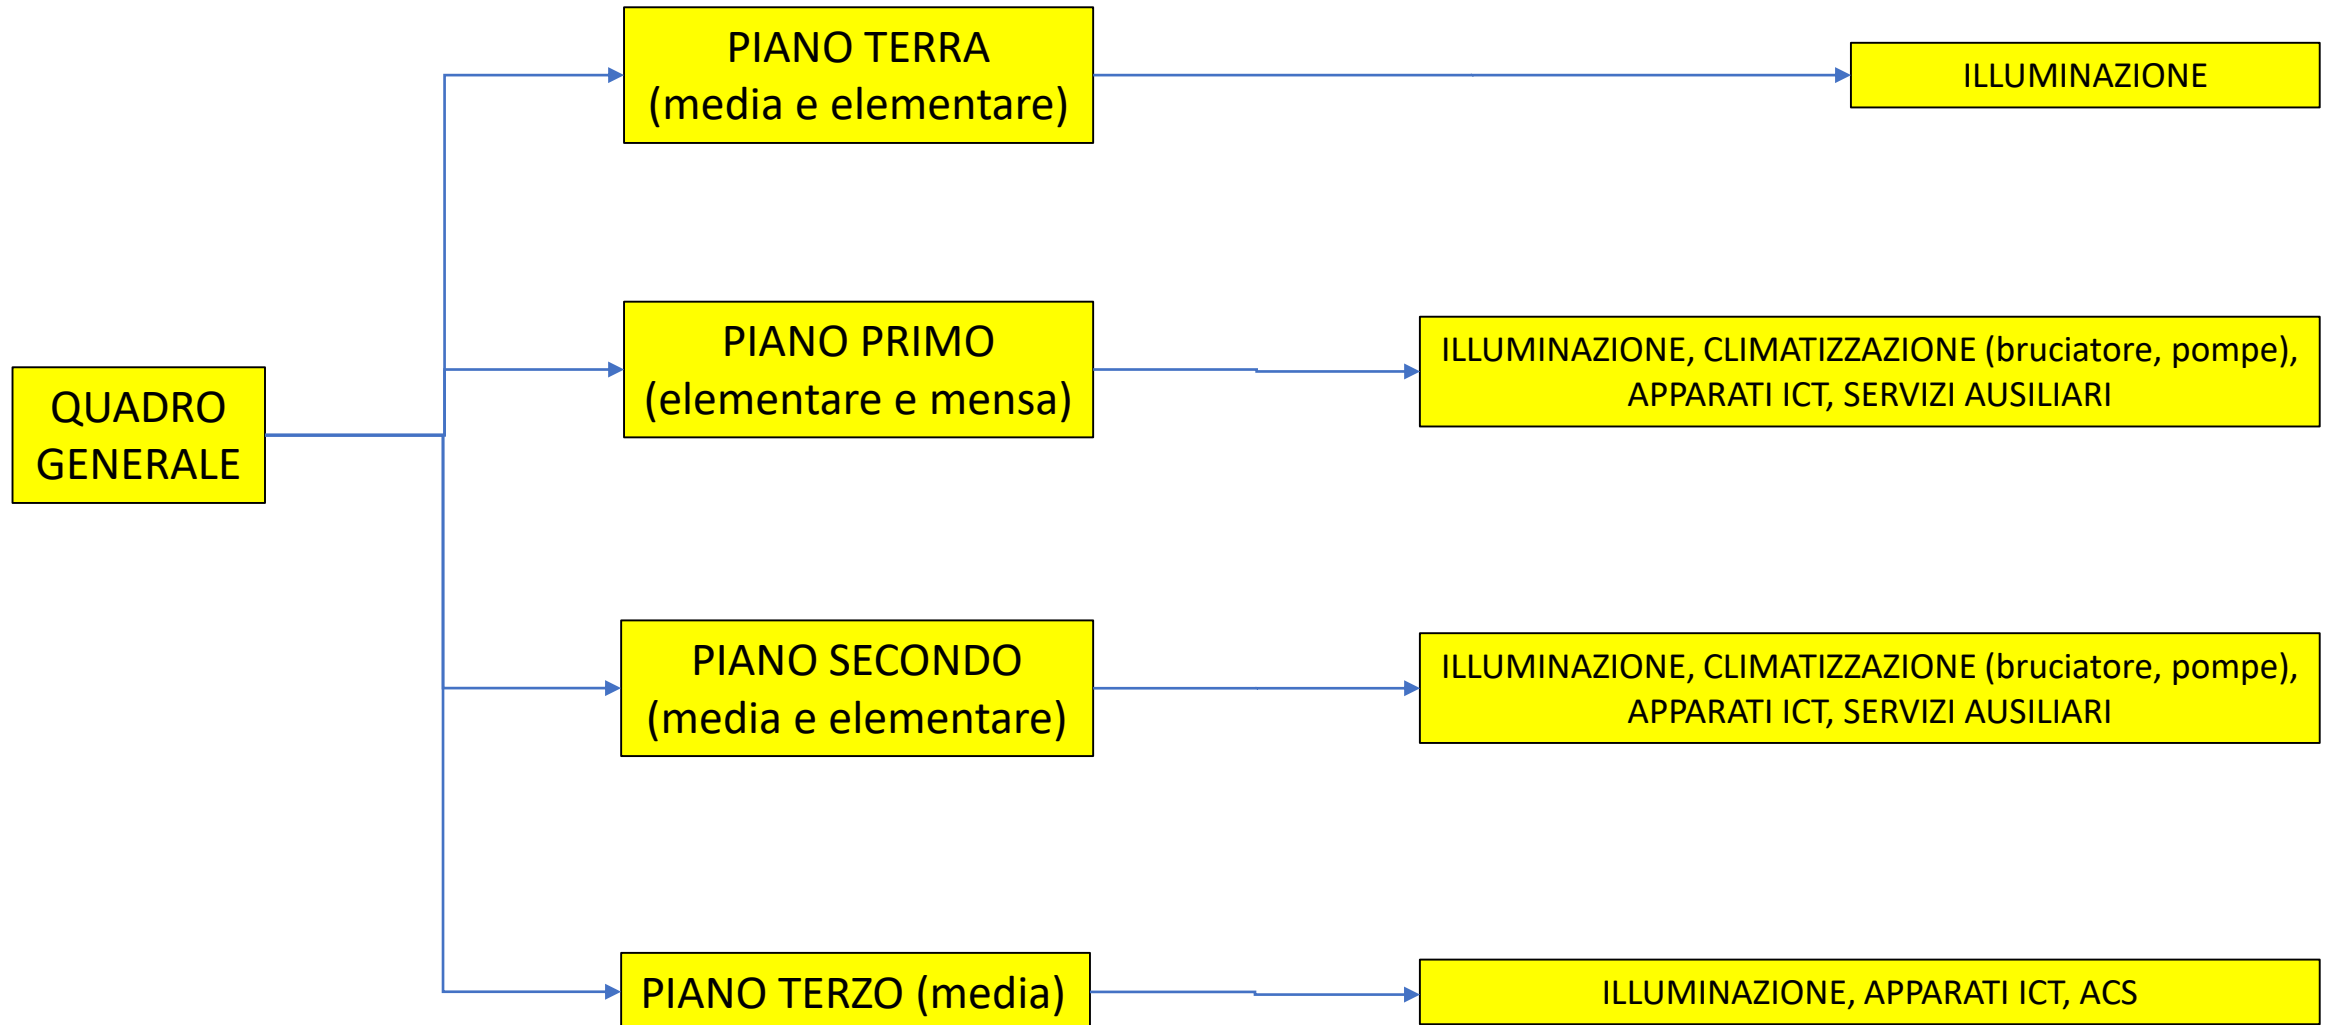 PIANO TERRA
(media e elementare)
ILLUMINAZIONE
PIANO PRIMO
(elementare e mensa)
ILLUMINAZIONE, CLIMATIZZAZIONE (bruciatore, pompe),
APPARATI ICT, SERVIZI AUSILIARI
QUADRO
GENERALE
PIANO SECONDO
(media e elementare)
ILLUMINAZIONE, CLIMATIZZAZIONE (bruciatore, pompe),
APPARATI ICT, SERVIZI AUSILIARI
PIANO TERZO (media)
ILLUMINAZIONE, APPARATI ICT, ACS